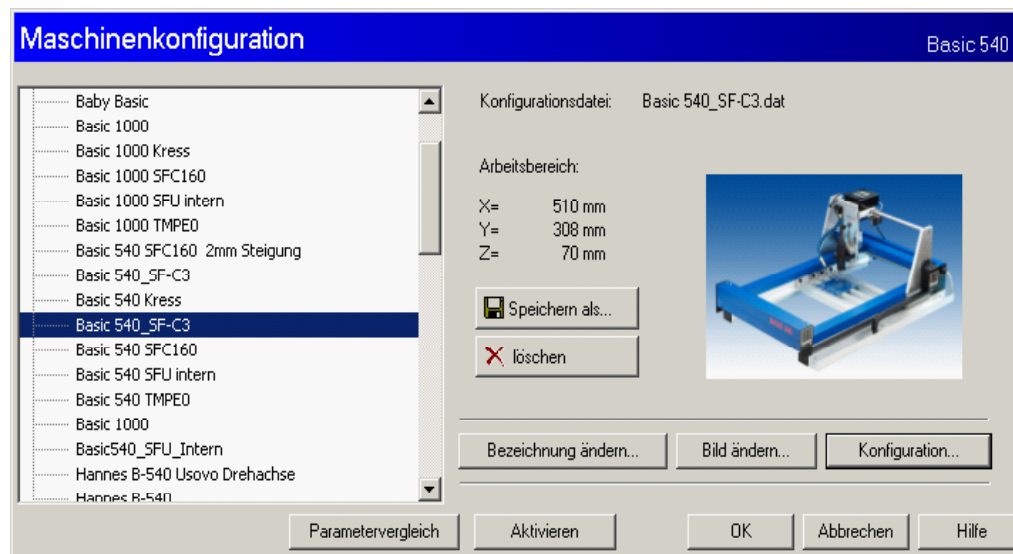 Maschinenkonfiguration
Basic 540
Baby Basic
Basic 1000
Basic 1000 Kress
Basic 1000 SFC160
Basic 1000 SFU intern
Basic 1000 TMPE0
Basic 540 SFC160  2mm Steigung
Basic 540_SF-C3
Basic 540 Kress
Basic 540_SF-C3
Basic 540 SFC160
Basic 540 SFU intern
Basic 540 TMPE0
Basic 1000
Basic540_SFU_Intern
Hannes B-540 Usovo Drehachse
Hannes B-540
Konfigurationsdatei: Basic 540_SF-C3.dat
Arbeitsbereich:
X= 510 mm
Y= 308 mm
Z= 70 mm
Speichern als...
löschen
Bezeichnung ändern... Bild ändern... Konfiguration...
Parametervergleich Aktivieren OK Abbrechen Hilfe